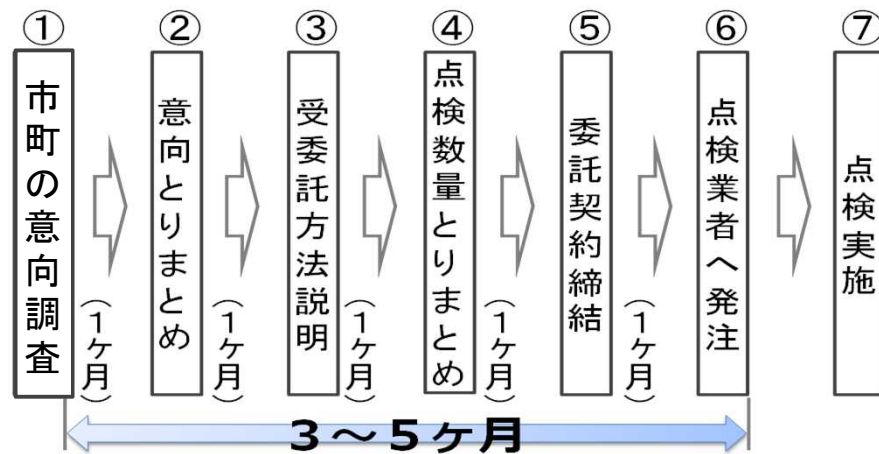 ①
市町の意向調査
(1ヶ月)
②
意向とりまとめ
(1ヶ月)
③
受委託方法説明
(1ヶ月)
④
点検数量とりまとめ
(1ヶ月)
⑤
委託契約締結
(1ヶ月)
⑥
点検業者へ発注
⑦
点検実施
3～5ヶ月